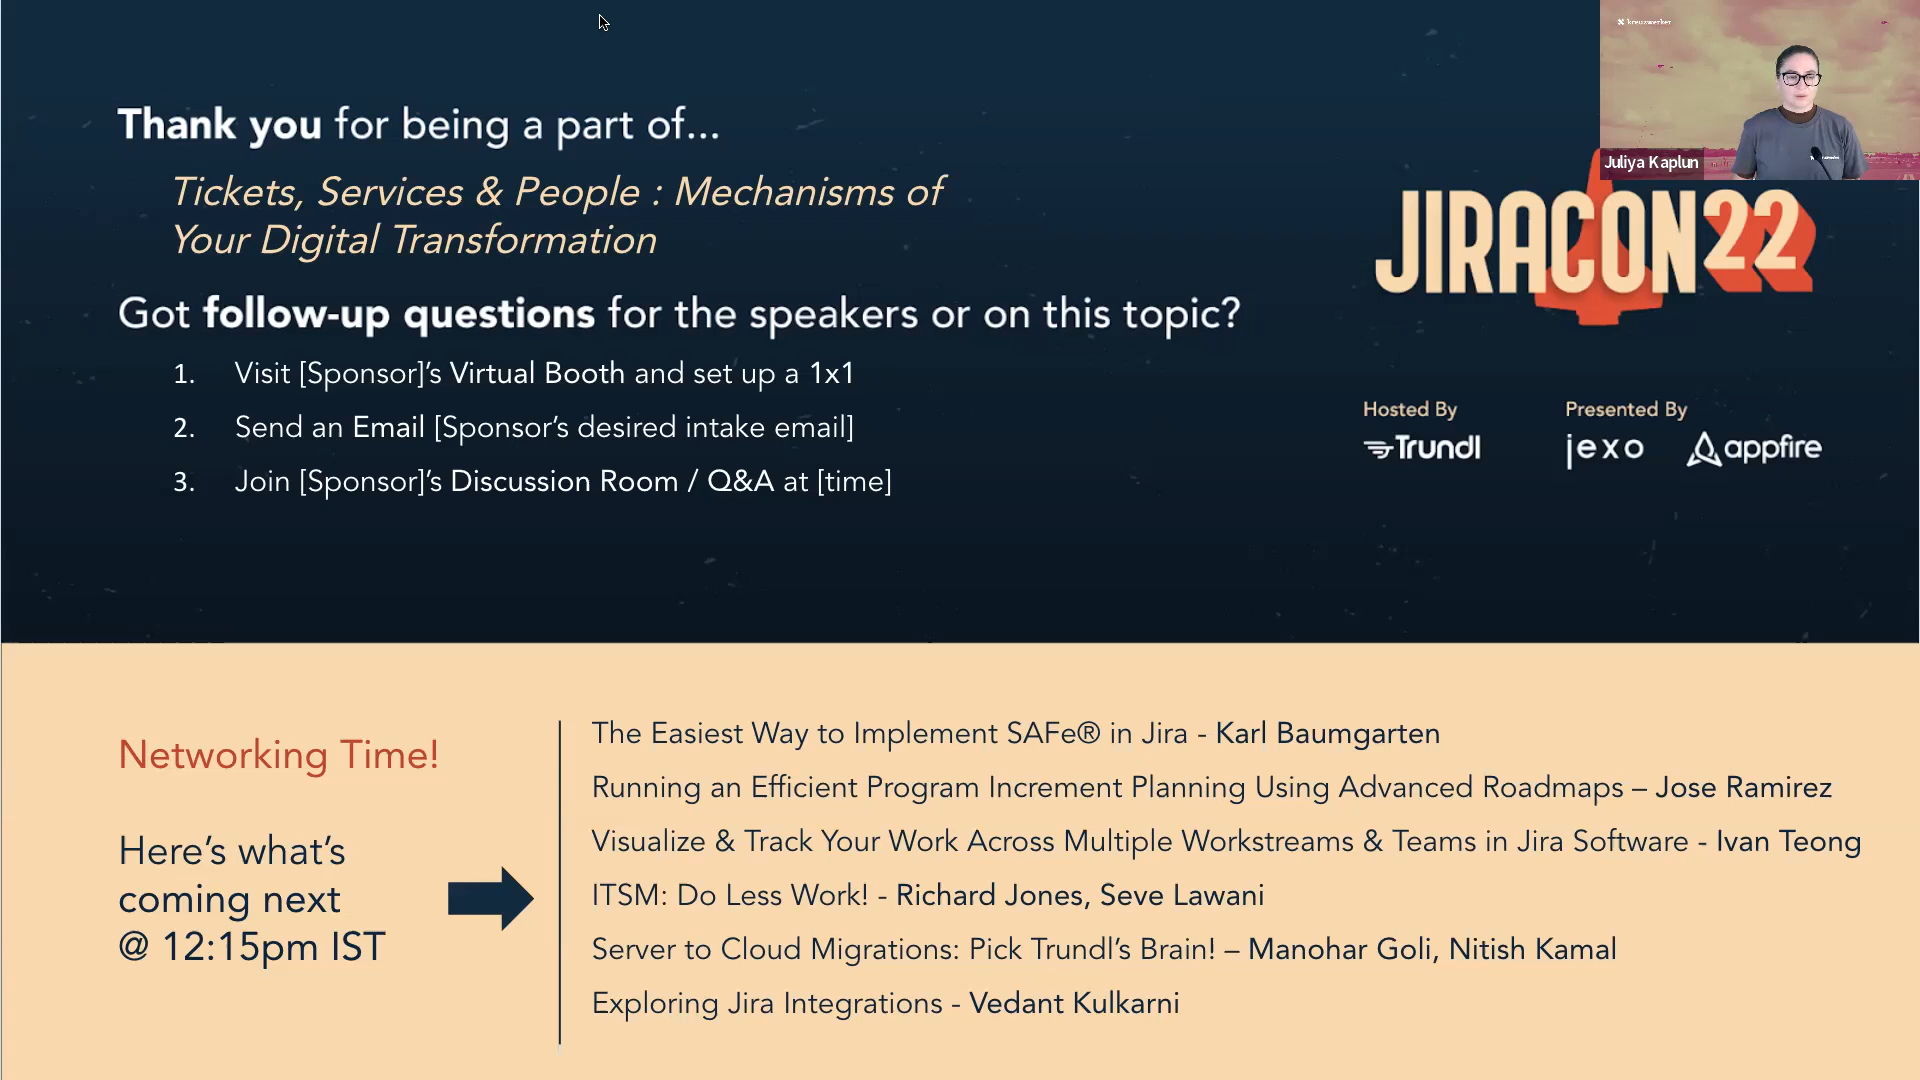 kreuzwerker
Thank you for being a part of...
Tickets, Services & People : Mechanisms of
Your Digital Transformation
Juliya Kaplun
JIRACON22
Got follow-up questions for the speakers or on this topic?
1. Visit [Sponsor]’s Virtual Booth and set up a 1x1
2. Send an Email [Sponsor’s desired intake email]
3. Join [Sponsor]’s Discussion Room / Q&A at [time]
Hosted By
Trundl
Presented By
jexo
appfire
Networking Time!
Here’s what’s
coming next
@ 12:15pm IST
The Easiest Way to Implement SAFe® in Jira - Karl Baumgarten
Running an Efficient Program Increment Planning Using Advanced Roadmaps – Jose Ramirez
Visualize & Track Your Work Across Multiple Workstreams & Teams in Jira Software - Ivan Teong
ITSM: Do Less Work! - Richard Jones, Seve Lawani
Server to Cloud Migrations: Pick Trundl’s Brain! – Manohar Goli, Nitish Kamal
Exploring Jira Integrations - Vedant Kulkarni